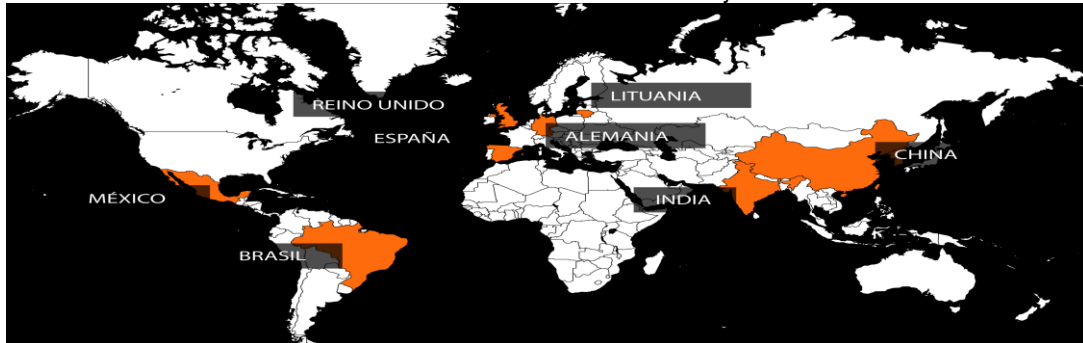 LITUANIA
REINO UNIDO
ESPAÑA
ALEMANIA
CHINA
MÉXICO
INDIA
BRASIL